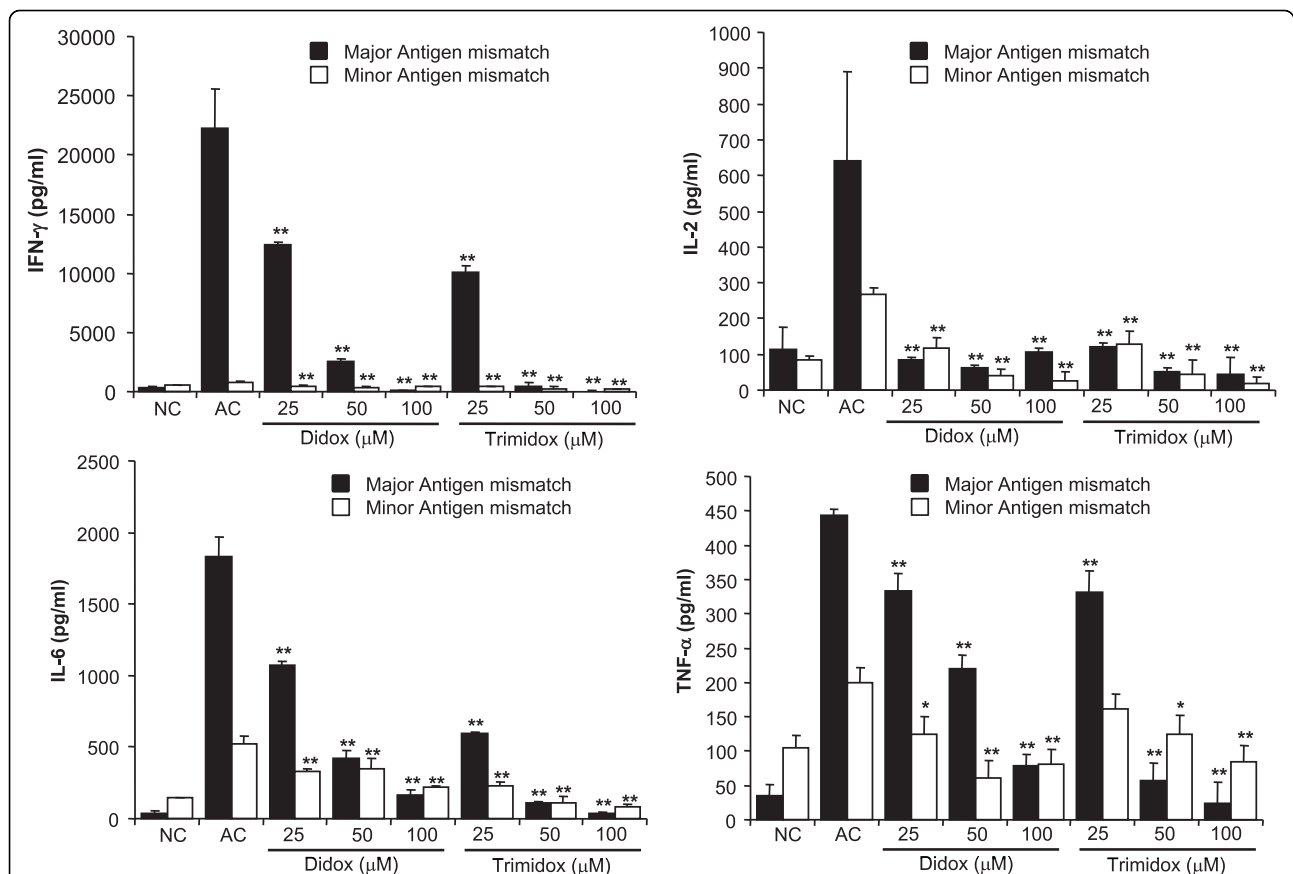 IFN-γ (pg/ml)
30000
25000
20000
15000
10000
5000
0
Major Antigen mismatch
Minor Antigen mismatch
** ** ** ** ** ** ** ** ** ** ** **
NC AC 25 50 100 25 50 100
Didox (μM) Trimidox (μM)
IL-2 (pg/ml)
1000
900
800
700
600
500
400
300
200
100
0
Major Antigen mismatch
Minor Antigen mismatch
** ** ** ** ** ** ** ** ** ** ** **
NC AC 25 50 100 25 50 100
Didox (μM) Trimidox (μM)
IL-6 (pg/ml)
2500
2000
1500
1000
500
0
Major Antigen mismatch
Minor Antigen mismatch
** ** ** ** ** ** ** ** ** ** ** **
NC AC 25 50 100 25 50 100
Didox (μM) Trimidox (μM)
TNF-α (pg/ml)
500
450
400
350
300
250
200
150
100
50
0
Major Antigen mismatch
Minor Antigen mismatch
** * ** ** ** ** ** ** * ** **
NC AC 25 50 100 25 50 100
Didox (μM) Trimidox (μM)